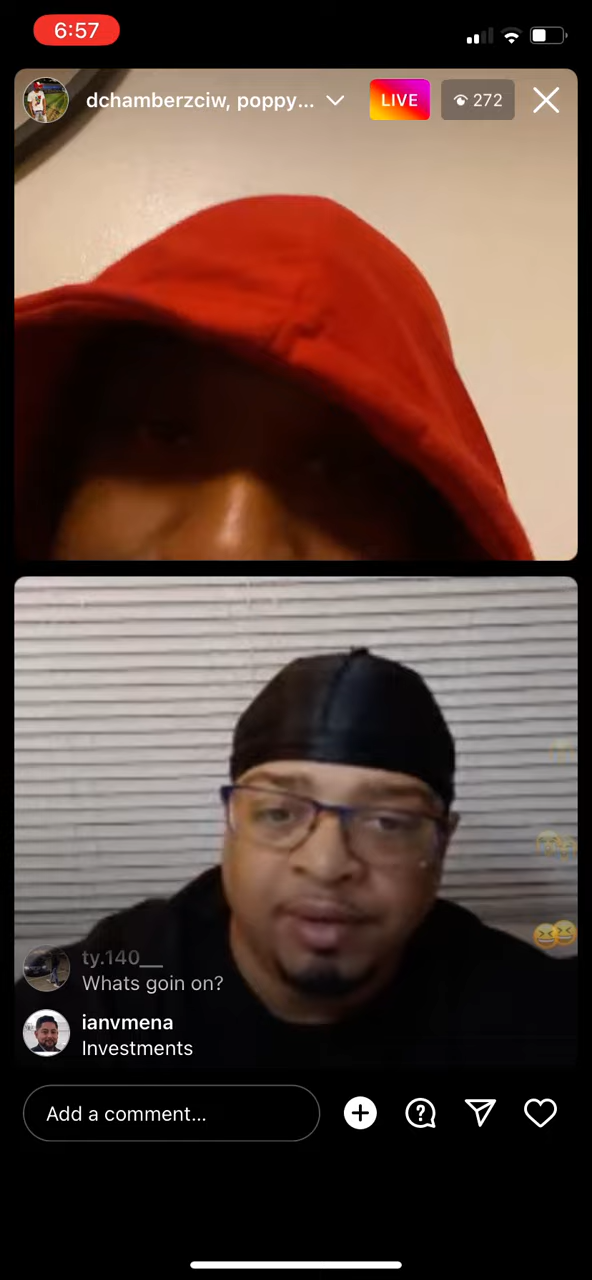 6:57
dchamberzciw, poppy...
LIVE
272
ty.140__
Whats goin on?
ianvmena
Investments
Add a comment...